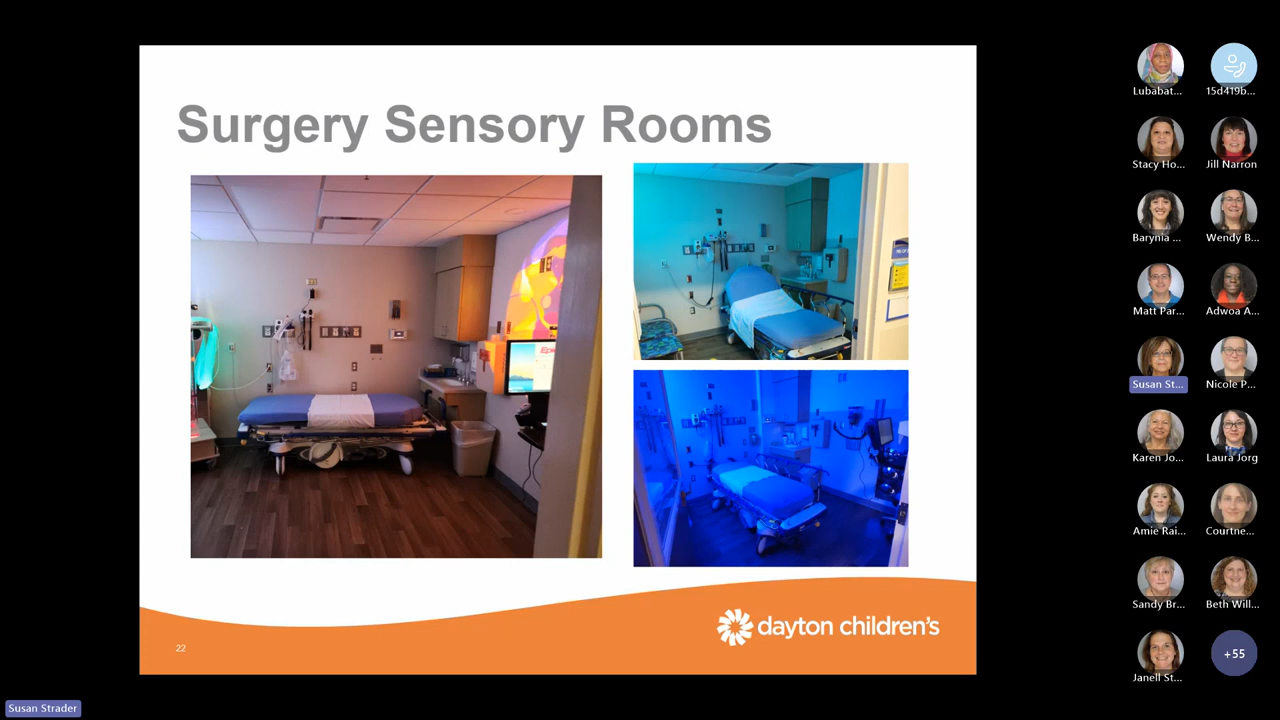 Surgery Sensory Rooms
22
dayton children's
Lubabat...
15d419b...
Stacy Ho...
Jill Narron
Barynia ...
Wendy B...
Matt Par...
Adwoa A...
Susan St...
Nicole P...
Karen Jo...
Laura Jorg
Amie Rai...
Courtne...
Sandy Br...
Beth Will...
Janell St...
+55
Susan Strader